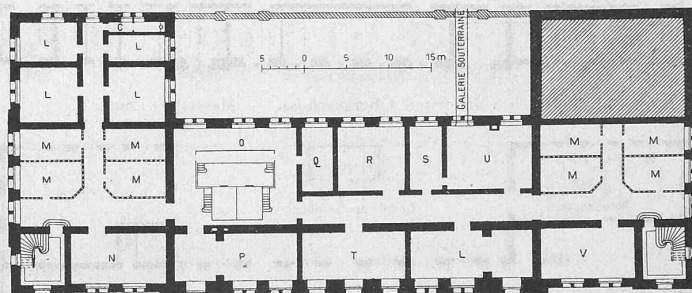 C
L L
5 0 5 10 15 m
GALERIE SOUTERRAINE
L L
M M O Q R S U M M
M M M M
N P T L V